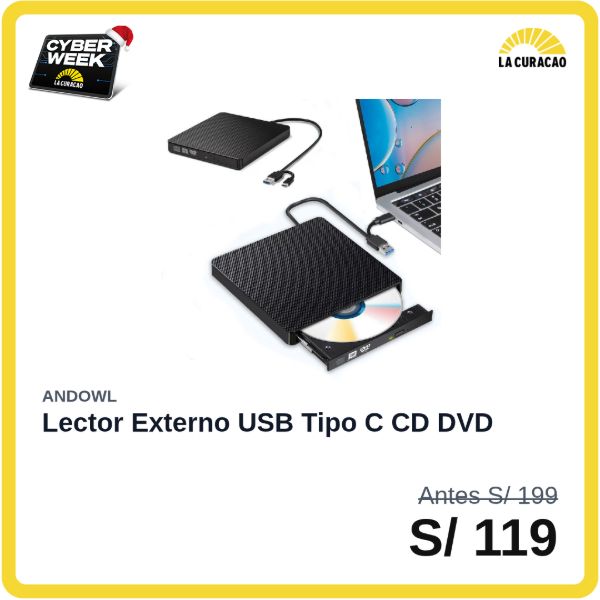 CYBER
WEEK
LA CURACAO
LA CURACAO
ANDOWL
Lector Externo USB Tipo C CD DVD
Antes S/ 199
S/ 119